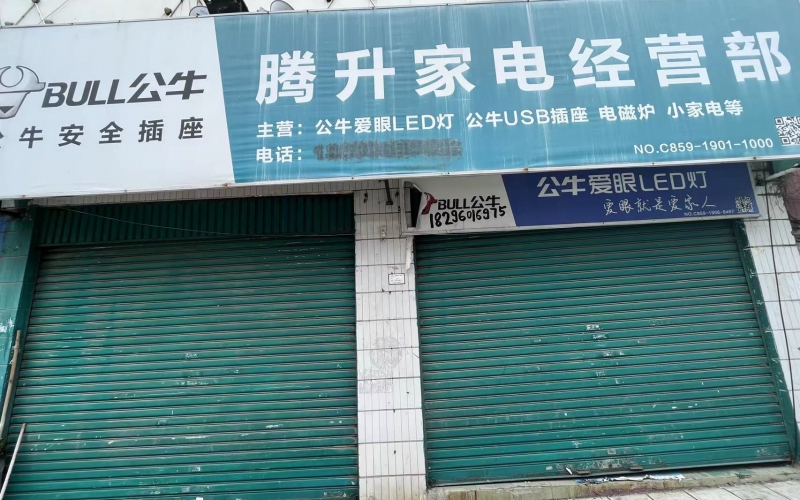 BULL公牛
公牛安全插座
腾升家电经营部
主营：公牛爱眼LED灯 公牛USB插座 电磁炉 小家电等
电话：
NO.C859-1901-1000
BULL公牛
18296016975
公牛爱眼LED灯
爱眼就是爱家人